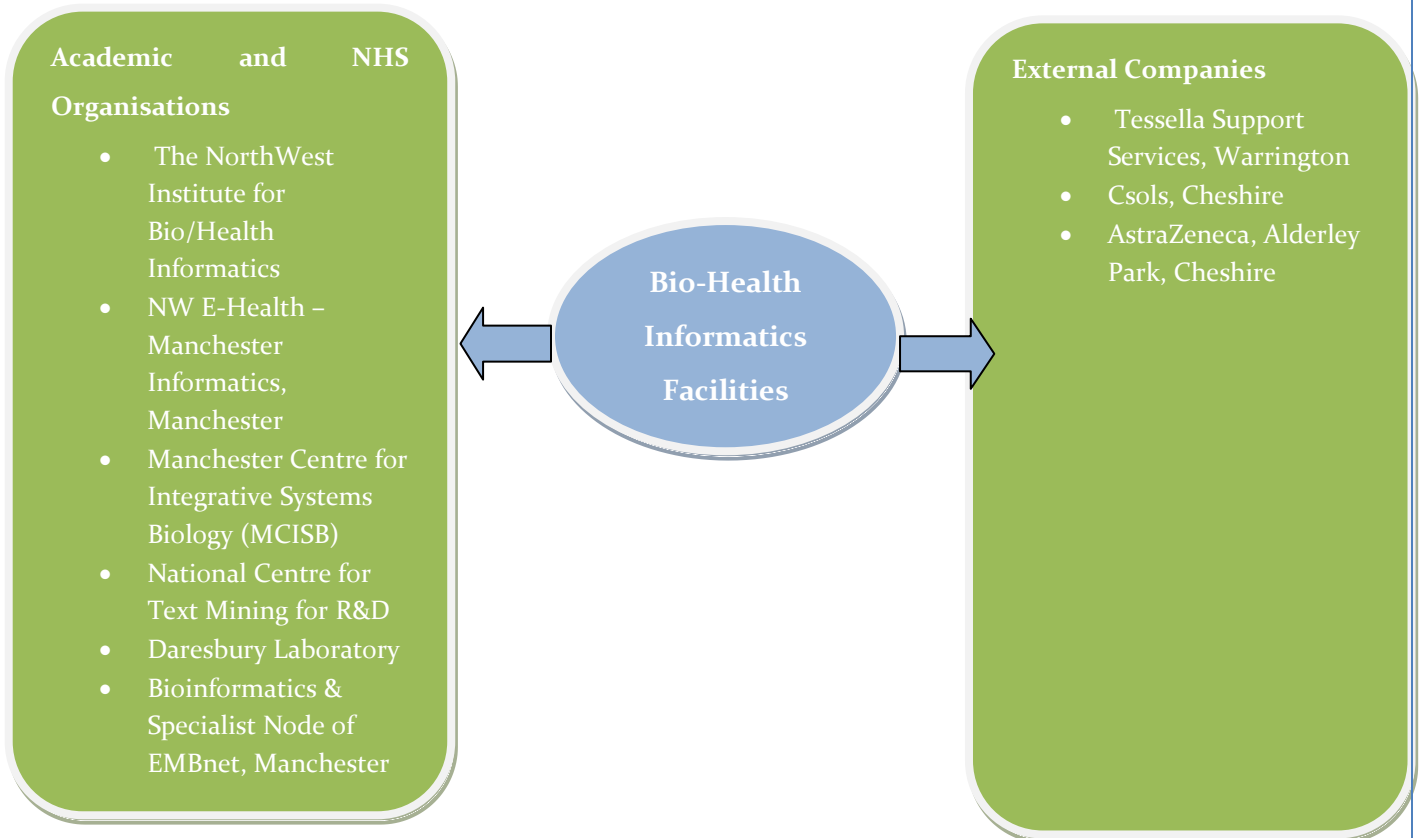 Academic and NHS
Organisations
• The NorthWest
Institute for
Bio/Health
Informatics
• NW E-Health –
Manchester
Informatics,
Manchester
• Manchester Centre for
Integrative Systems
Biology (MCISB)
• National Centre for
Text Mining for R&D
• Daresbury Laboratory
• Bioinformatics &
Specialist Node of
EMBnet, Manchester
Bio-Health
Informatics
Facilities
External Companies
• Tessella Support
Services, Warrington
• Csols, Cheshire
• AstraZeneca, Alderley
Park, Cheshire